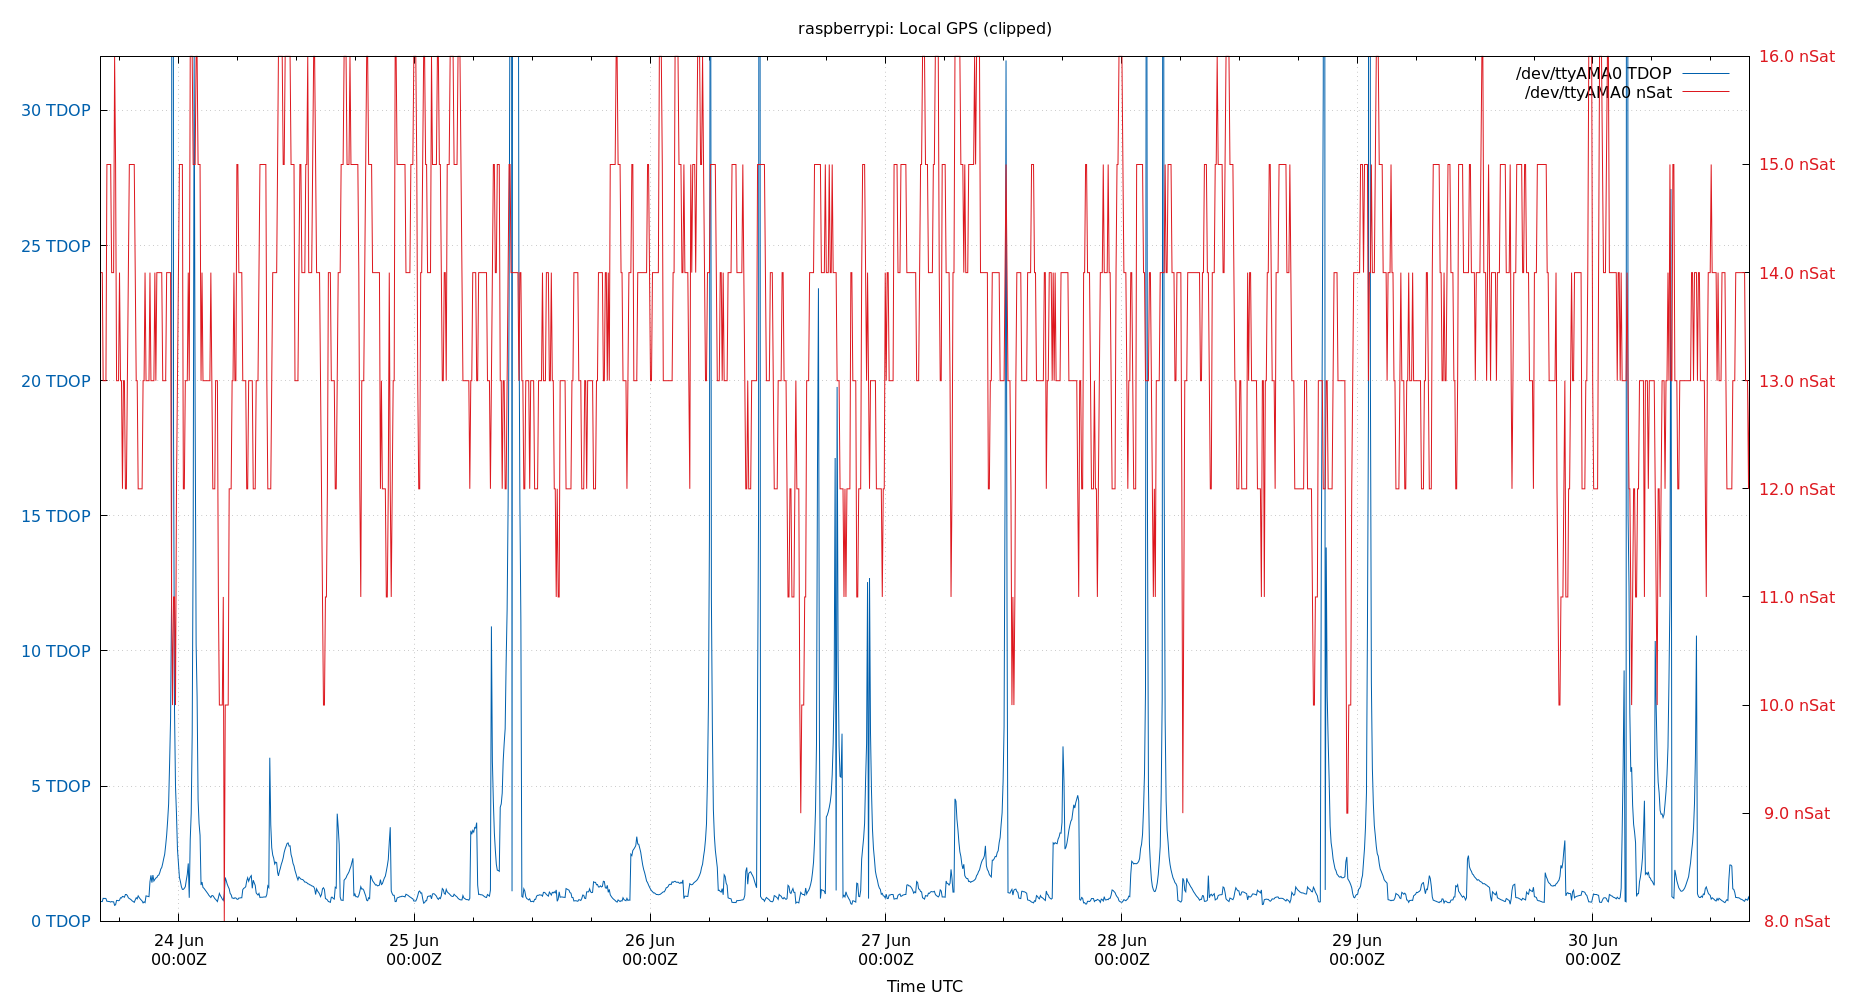 raspberrypi: Local GPS (clipped)
/dev/ttyAMA0 TDOP
/dev/ttyAMA0 nSat
30 TDOP
25 TDOP
20 TDOP
15 TDOP
10 TDOP
5 TDOP
0 TDOP
16.0 nSat
15.0 nSat
14.0 nSat
13.0 nSat
12.0 nSat
11.0 nSat
10.0 nSat
9.0 nSat
8.0 nSat
24 Jun
00:00Z
25 Jun
00:00Z
26 Jun
00:00Z
27 Jun
00:00Z
28 Jun
00:00Z
29 Jun
00:00Z
30 Jun
00:00Z
Time UTC